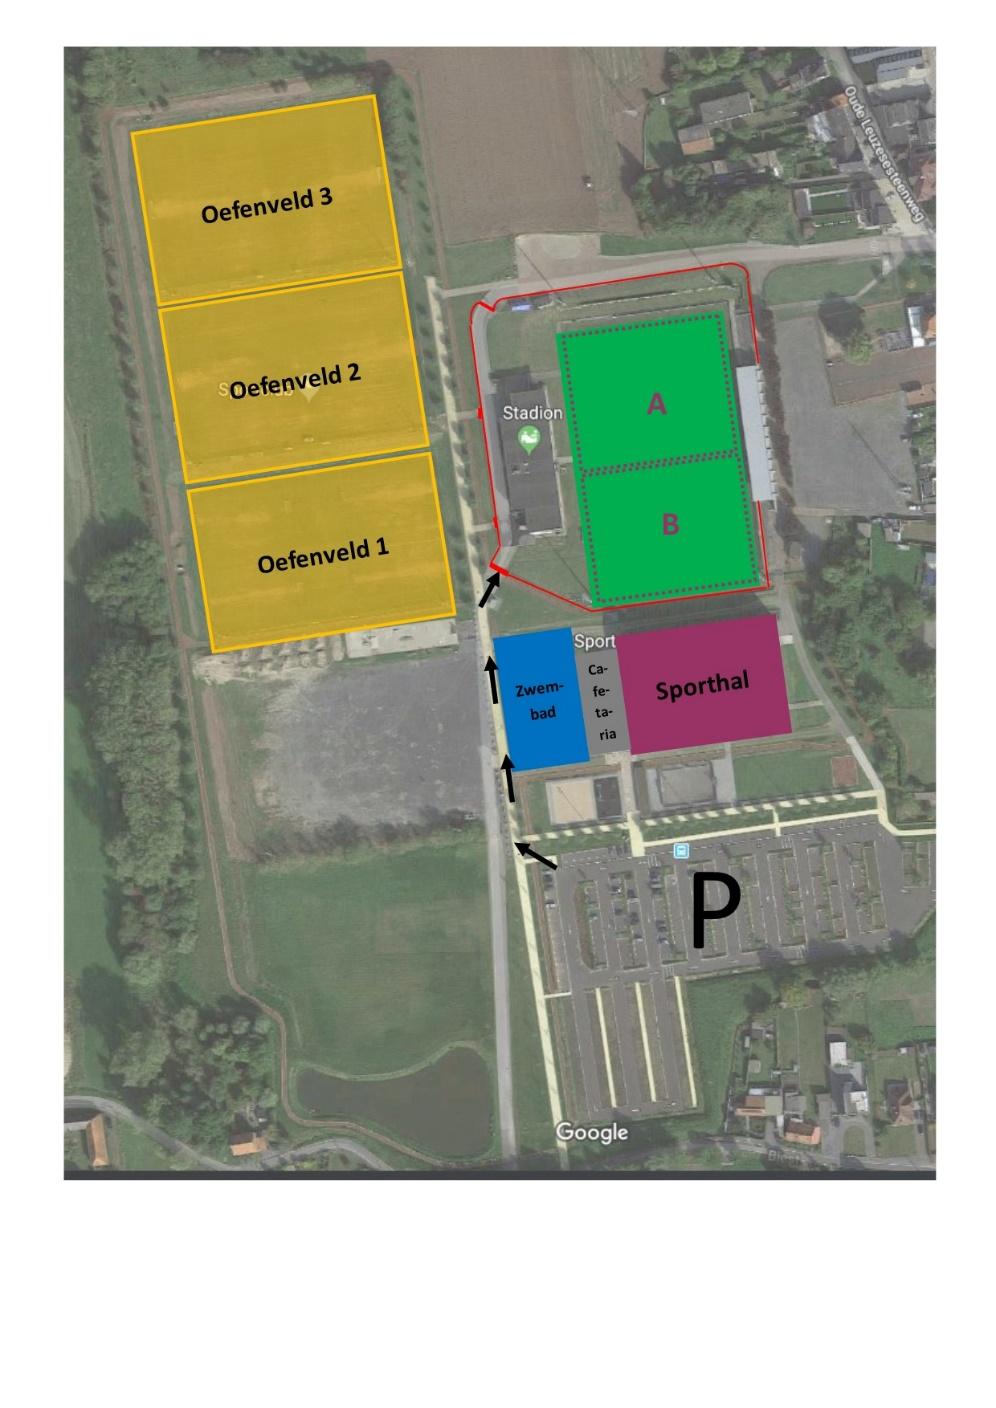 Oude Leuzesesteenweg
Oefenveld 3
Oefenveld 2
A
Stadion
B
Oefenveld 1
Sport
Zwem-
bad
Ca-
fe-
ta-
ria
Sporthal
P
Google